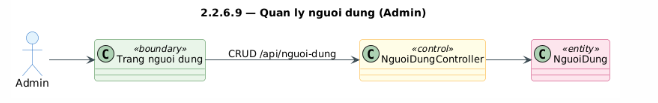 2.2.6.9 — Quan ly nguoi dung (Admin)
«boundary»
C Trang nguoi dung
CRUD /api/nguoi-dung
«control»
C NguoiDungController
«entity»
C NguoiDung
Admin